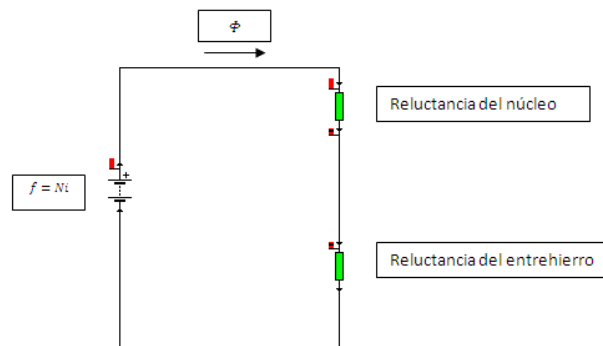 Φ
Reluctancia del núcleo
+
f = Ni
Reluctancia del entrehierro